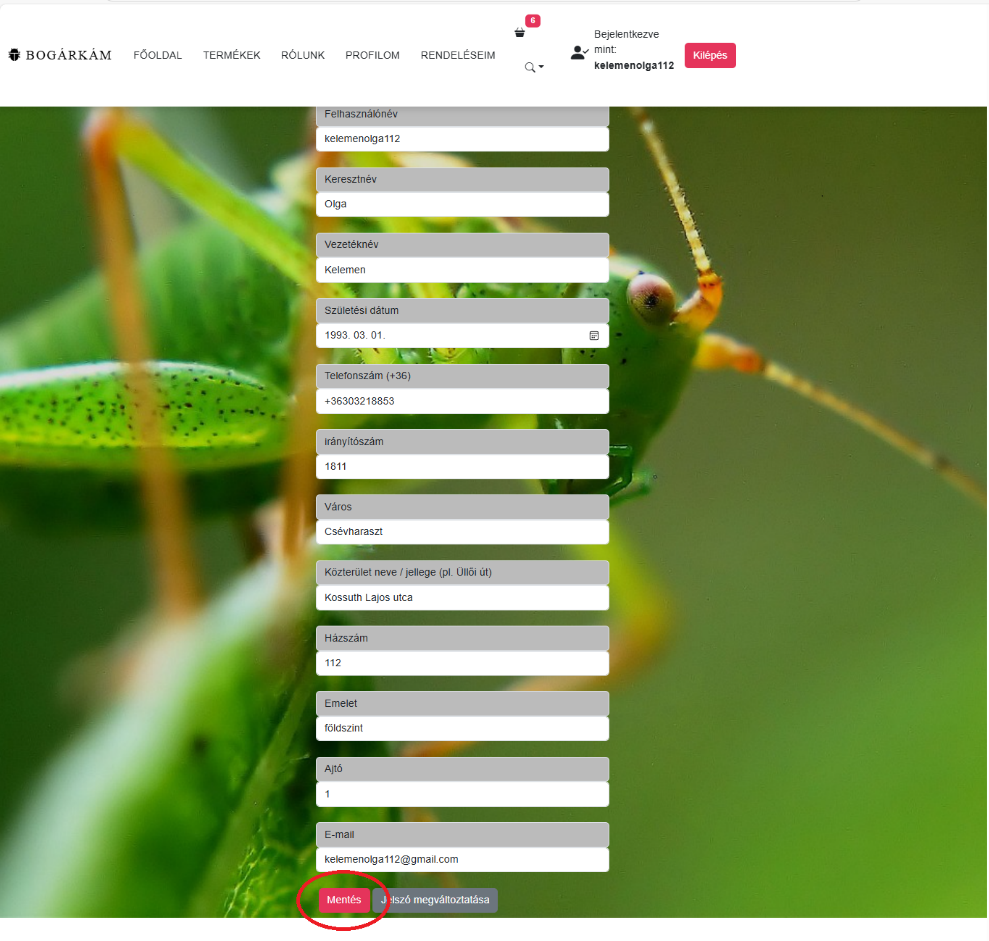 BOGÁRKÁM
FŐOLDAL
TERMÉKEK
RÓLUNK
PROFILOM
RENDELÉSEIM
6
Bejelentkezve
mint:
kelemenolga112
Kilépés
Felhasználónév
kelemenolga112
Keresztnév
Olga
Vezetéknév
Kelemen
Születési dátum
1993. 03. 01.
Telefonszám (+36)
+36303218853
irányítószám
1811
Város
Csévharaszt
Közterület neve / jellege (pl. Üllői út)
Kossuth Lajos utca
Házszám
112
Emelet
földszint
Ajtó
1
E-mail
kelemenolga112@gmail.com
Mentés
Jelszó megváltoztatása